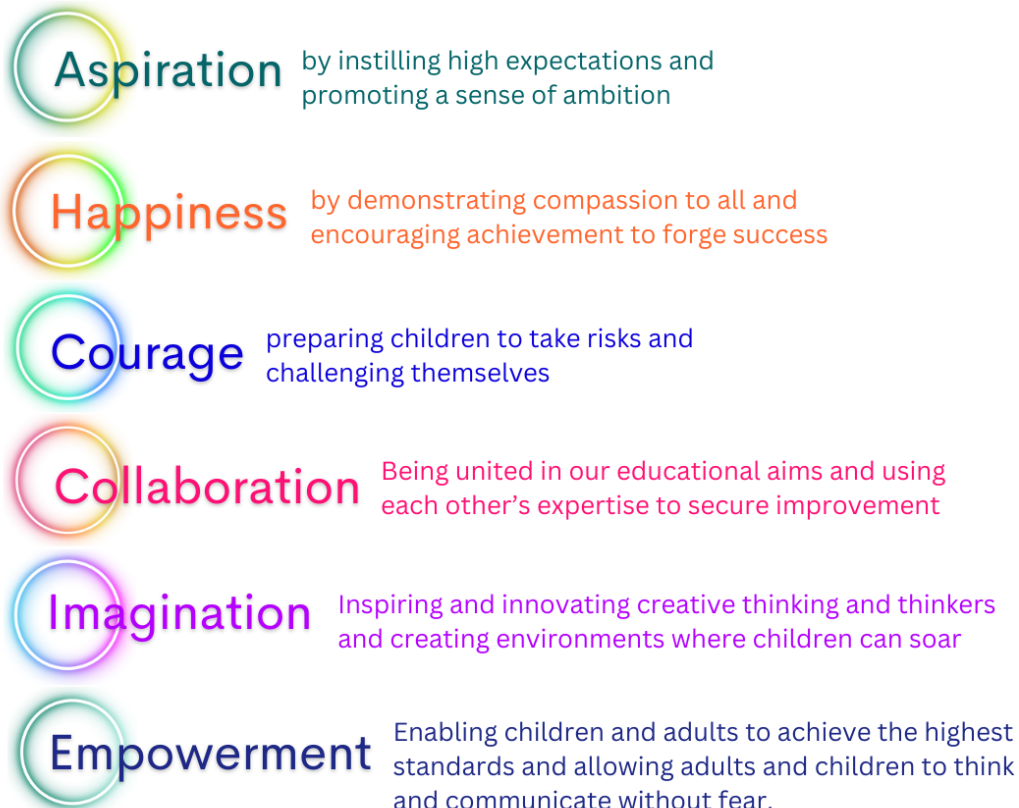 Aspiration
by instilling high expectations and
promoting a sense of ambition
Happiness
by demonstrating compassion to all and
encouraging achievement to forge success
Courage
preparing children to take risks and
challenging themselves
Collaboration
Being united in our educational aims and using
each other’s expertise to secure improvement
Imagination
Inspiring and innovating creative thinking and thinkers
and creating environments where children can soar
Empowerment
Enabling children and adults to achieve the highest
standards and allowing adults and children to think
and communicate without fear.